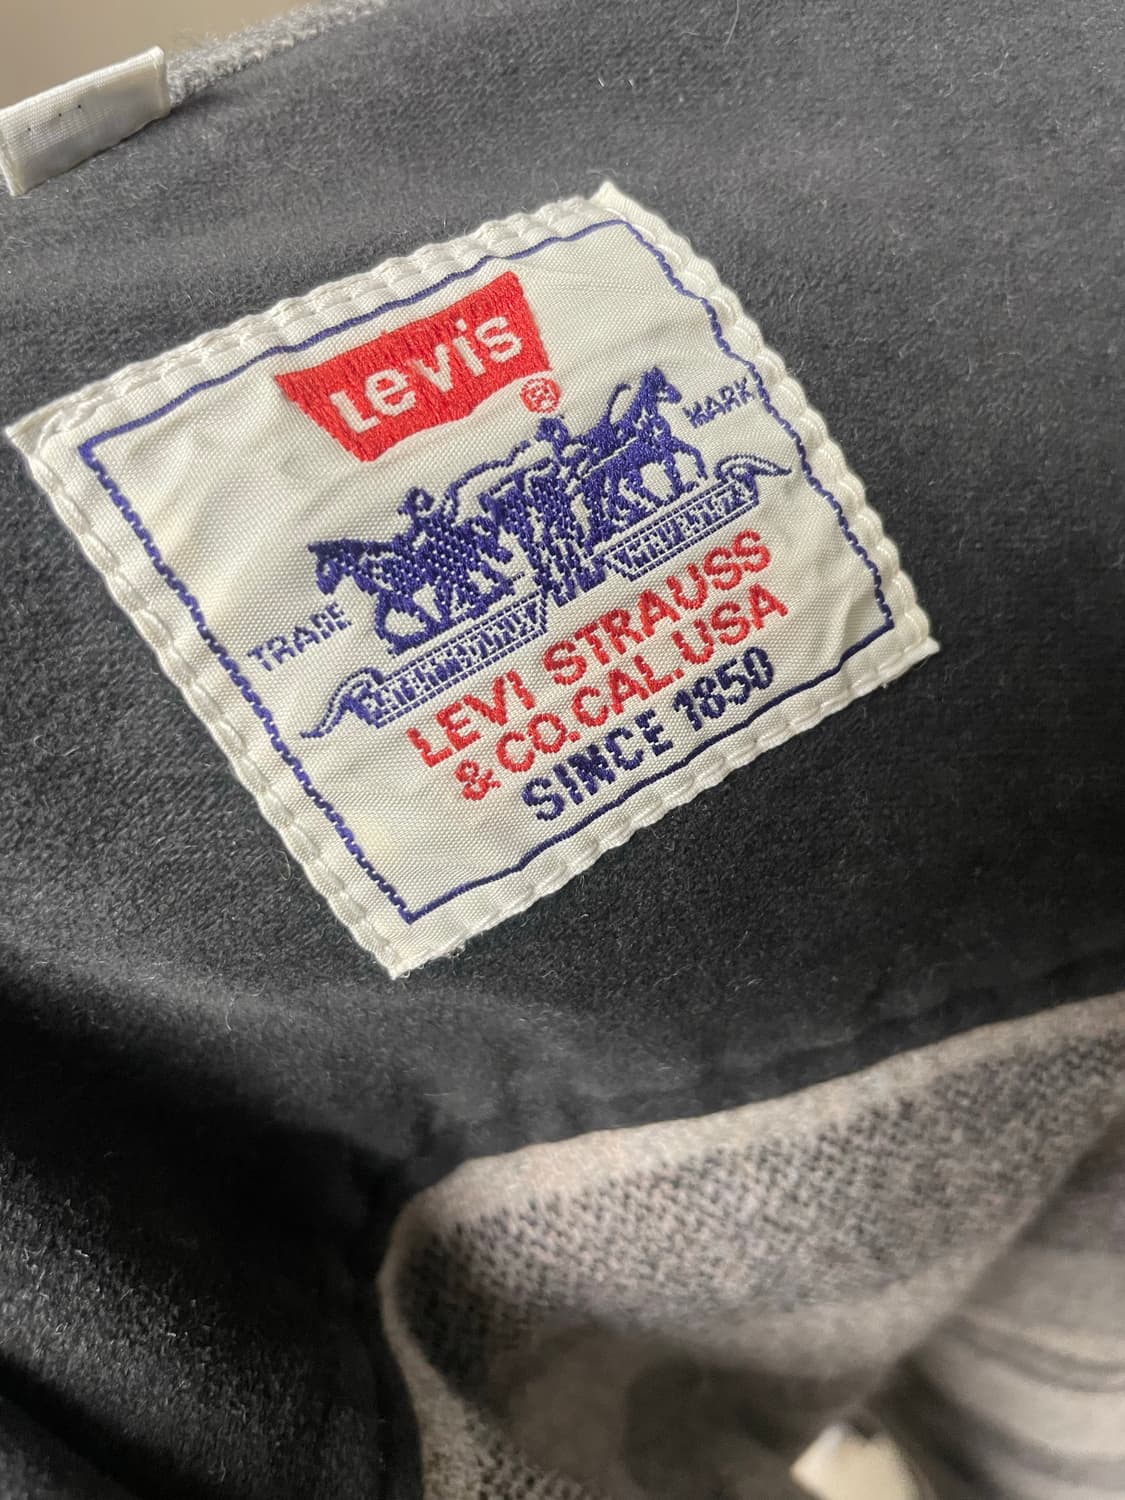 Levis
®
TRADE MARK
LEVI STRAUSS
& CO. CAL. USA
SINCE 1850